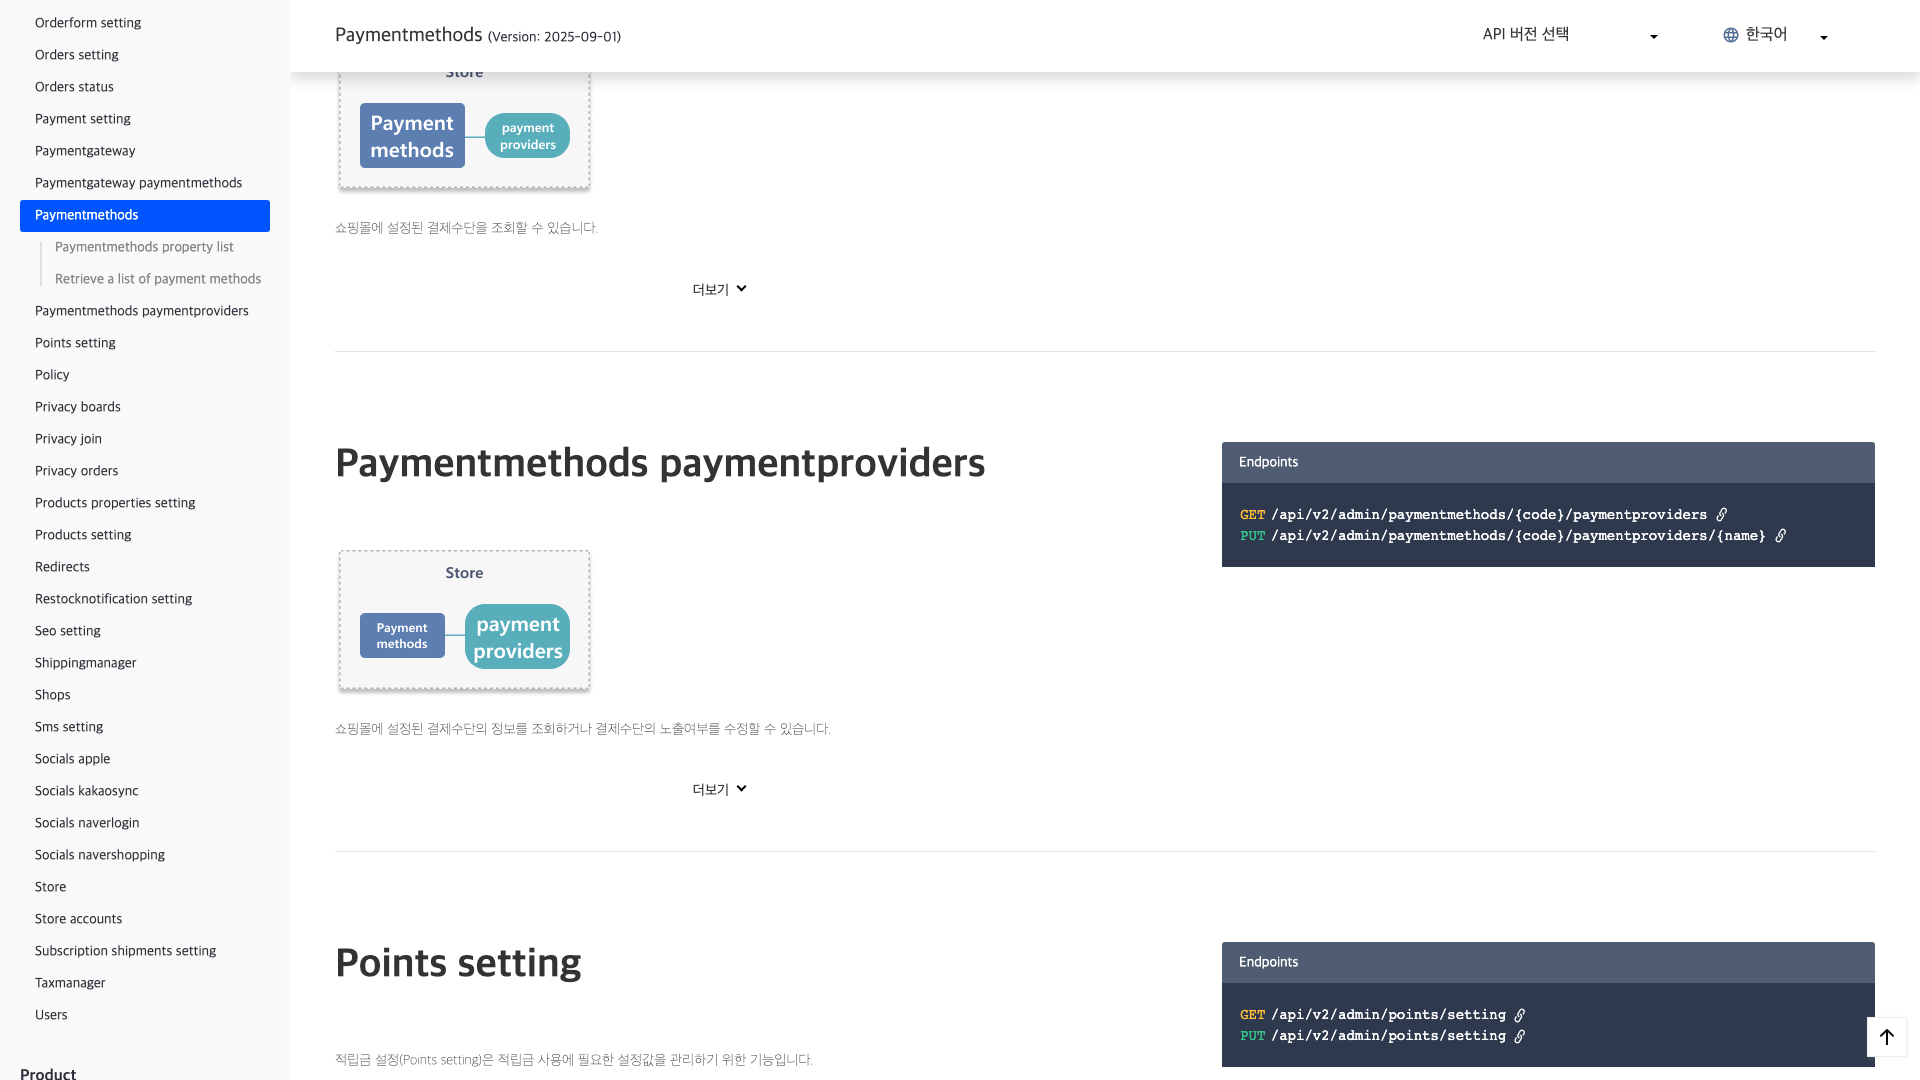 Orderform setting
Orders setting
Orders status
Payment setting
Paymentgateway
Paymentgateway paymentmethods
Paymentmethods
Paymentmethods property list
Retrieve a list of payment methods
Paymentmethods paymentproviders
Points setting
Policy
Privacy boards
Privacy join
Privacy orders
Products properties setting
Products setting
Redirects
Restocknotification setting
Seo setting
Shippingmanager
Shops
Sms setting
Socials apple
Socials kakaosync
Socials naverlogin
Socials navershopping
Store
Store accounts
Subscription shipments setting
Taxmanager
Users
Product
Paymentmethods (Version: 2025-09-01)
API 버전 선택
한국어
Store
Payment
methods
payment
providers
쇼핑몰에 설정된 결제수단을 조회할 수 있습니다.
더보기
Paymentmethods paymentproviders
Store
Payment
methods
payment
providers
쇼핑몰에 설정된 결제수단의 정보를 조회하거나 결제수단의 노출여부를 수정할 수 있습니다.
더보기
Endpoints
GET /api/v2/admin/paymentmethods/{code}/paymentproviders
PUT /api/v2/admin/paymentmethods/{code}/paymentproviders/{name}
Points setting
적립금 설정(Points setting)은 적립금 사용에 필요한 설정값을 관리하기 위한 기능입니다.
Endpoints
GET /api/v2/admin/points/setting
PUT /api/v2/admin/points/setting